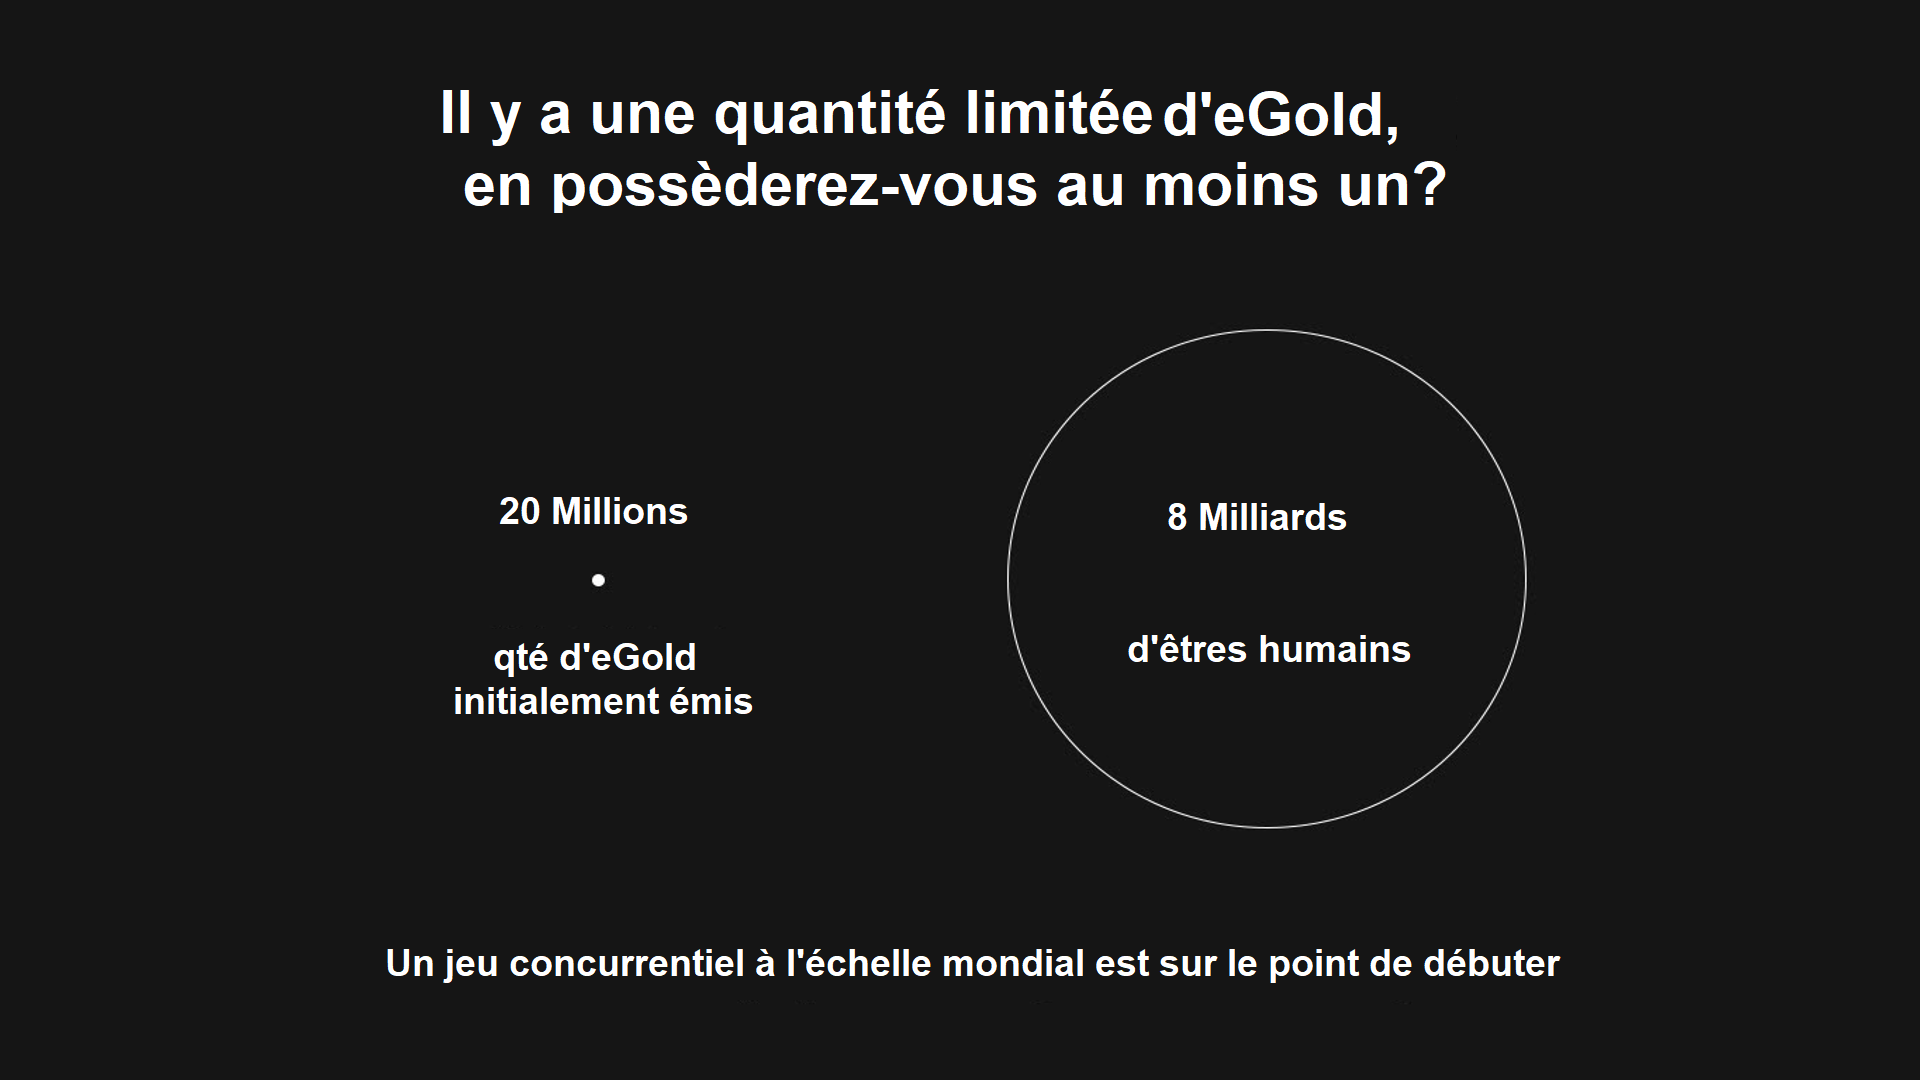 Il y a une quantité limitée d'eGold,
en possèderez-vous au moins un?
20 Millions
qté d'eGold
initialement émis
8 Milliards
d'êtres humains
Un jeu concurrentiel à l'échelle mondial est sur le point de débuter